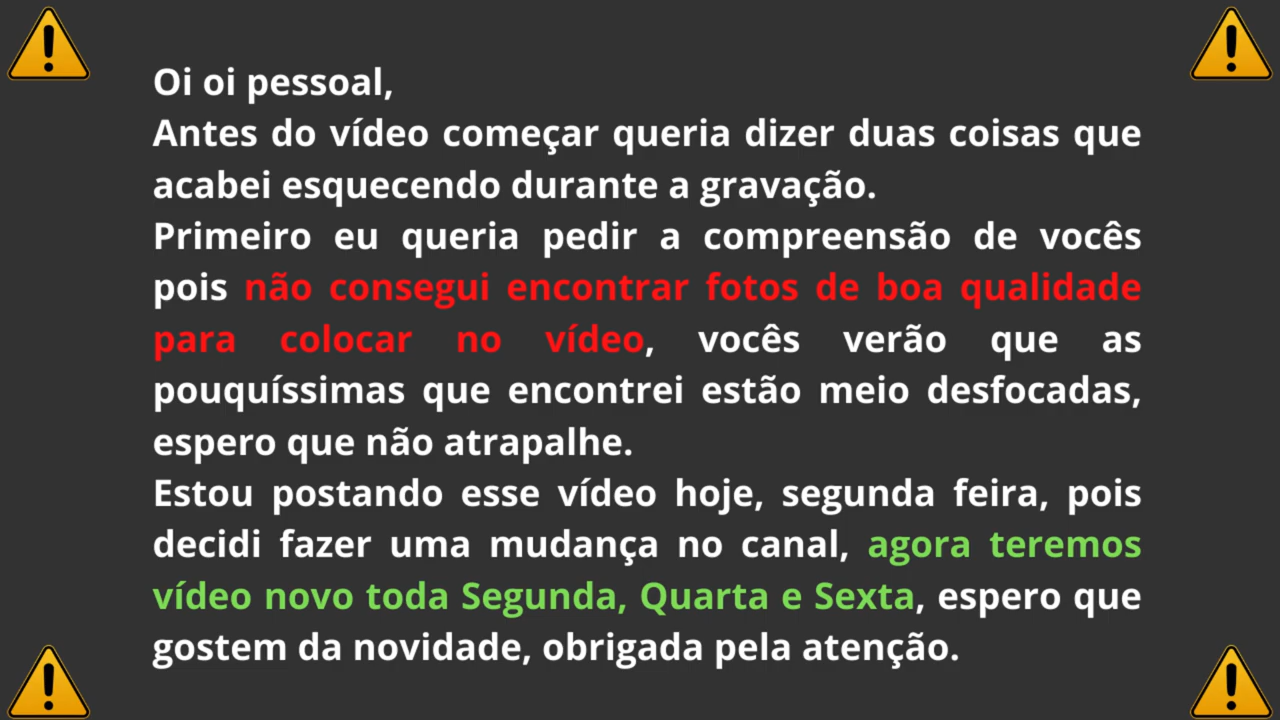 Oi oi pessoal,
Antes do vídeo começar queria dizer duas coisas que
acabei esquecendo durante a gravação.
Primeiro eu queria pedir a compreensão de vocês
pois não consegui encontrar fotos de boa qualidade
para colocar no vídeo, vocês verão que as
pouquíssimas que encontrei estão meio desfocadas,
espero que não atrapalhe.
Estou postando esse vídeo hoje, segunda feira, pois
decidi fazer uma mudança no canal, agora teremos
vídeo novo toda Segunda, Quarta e Sexta, espero que
gostem da novidade, obrigada pela atenção.